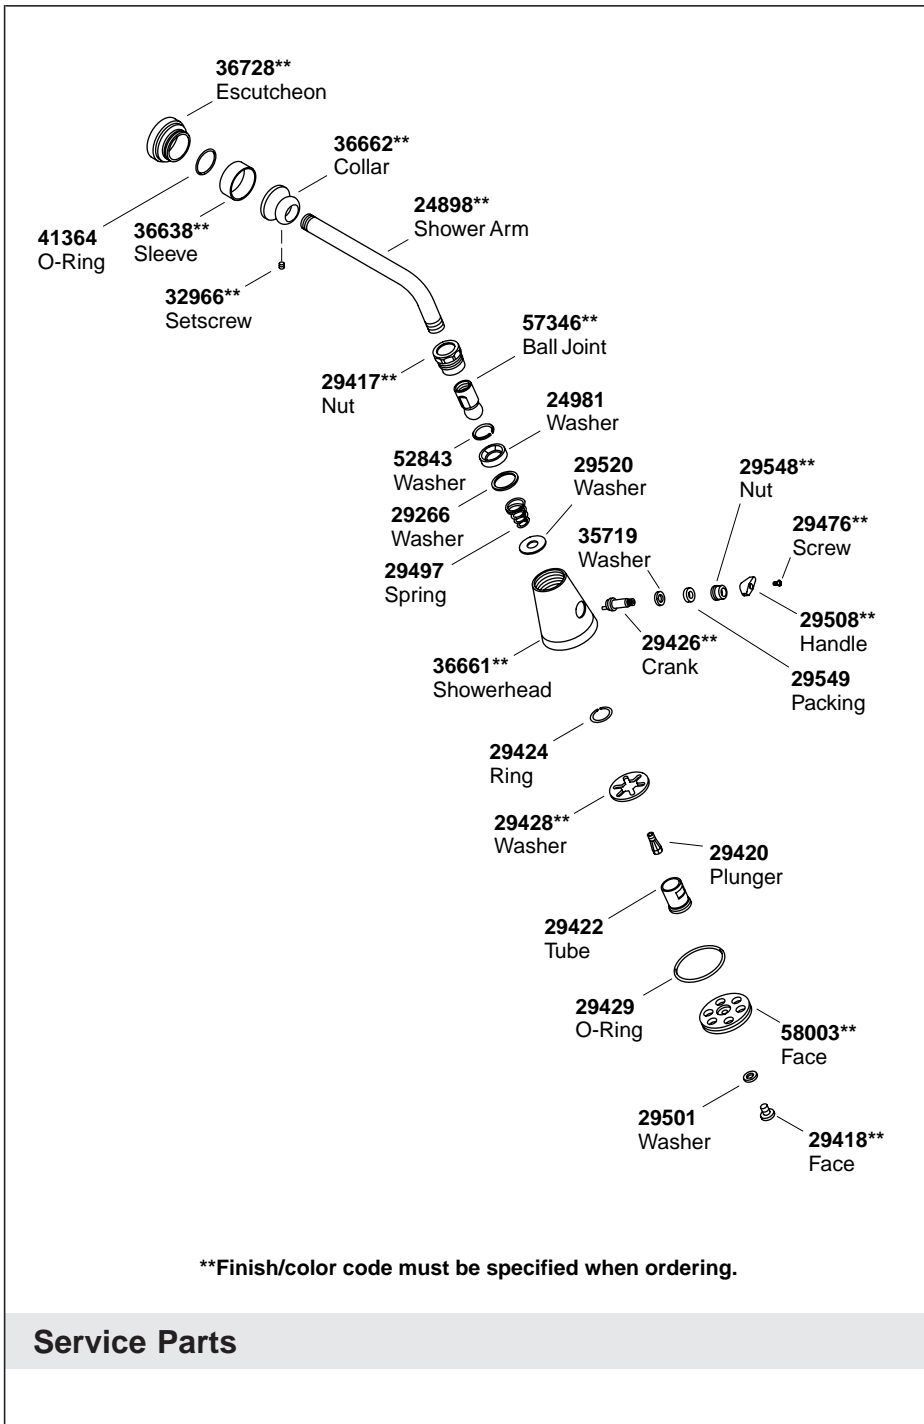 36728**
Escutcheon
36662**
Collar
24898**
Shower Arm
41364
O-Ring
36638**
Sleeve
32966**
Setscrew
57346**
Ball Joint
29417**
Nut
24981
Washer
52843
Washer
29520
Washer
29548**
Nut
29266
Washer
35719
Washer
29476**
Screw
29497
Spring
29508**
Handle
29426**
Crank
36661**
Showerhead
29549
Packing
29424
Ring
29428**
Washer
29420
Plunger
29422
Tube
29429
O-Ring
58003**
Face
29501
Washer
29418**
Face
**Finish/color code must be specified when ordering.
Service Parts